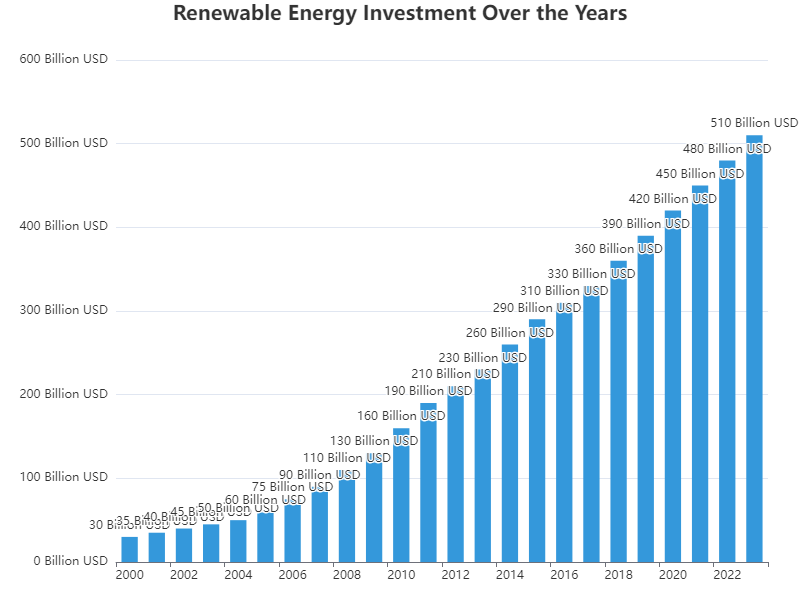 Renewable Energy Investment Over the Years
600 Billion USD
500 Billion USD
400 Billion USD
300 Billion USD
200 Billion USD
100 Billion USD
0 Billion USD
30 Billion USD
35 Billion USD
40 Billion USD
45 Billion USD
50 Billion USD
60 Billion USD
75 Billion USD
90 Billion USD
110 Billion USD
130 Billion USD
160 Billion USD
190 Billion USD
210 Billion USD
230 Billion USD
260 Billion USD
290 Billion USD
310 Billion USD
330 Billion USD
360 Billion USD
390 Billion USD
420 Billion USD
450 Billion USD
480 Billion USD
510 Billion USD
2000
2002
2004
2006
2008
2010
2012
2014
2016
2018
2020
2022